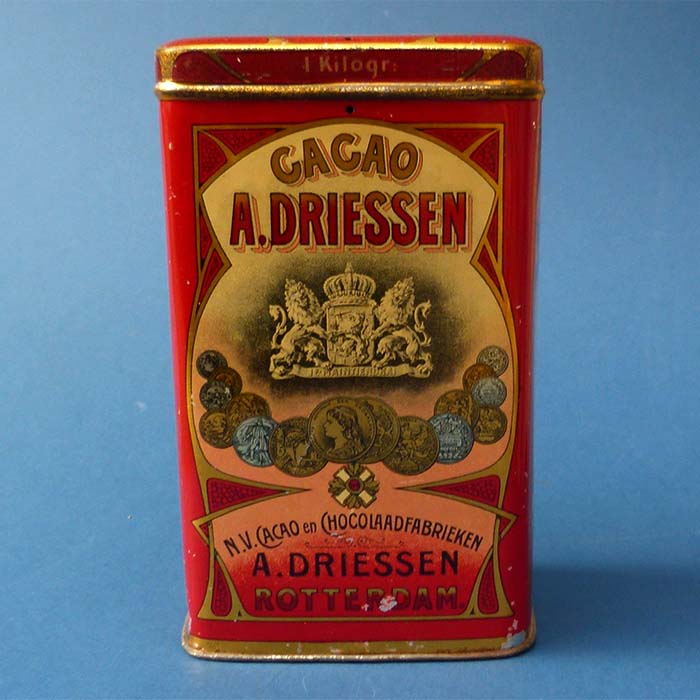 1 Kilogr:
CACAO
A. DRIESSEN
N.V. CACAO en CHOCOLAADFABRIEKEN
A. DRIESSEN
ROTTERDAM.